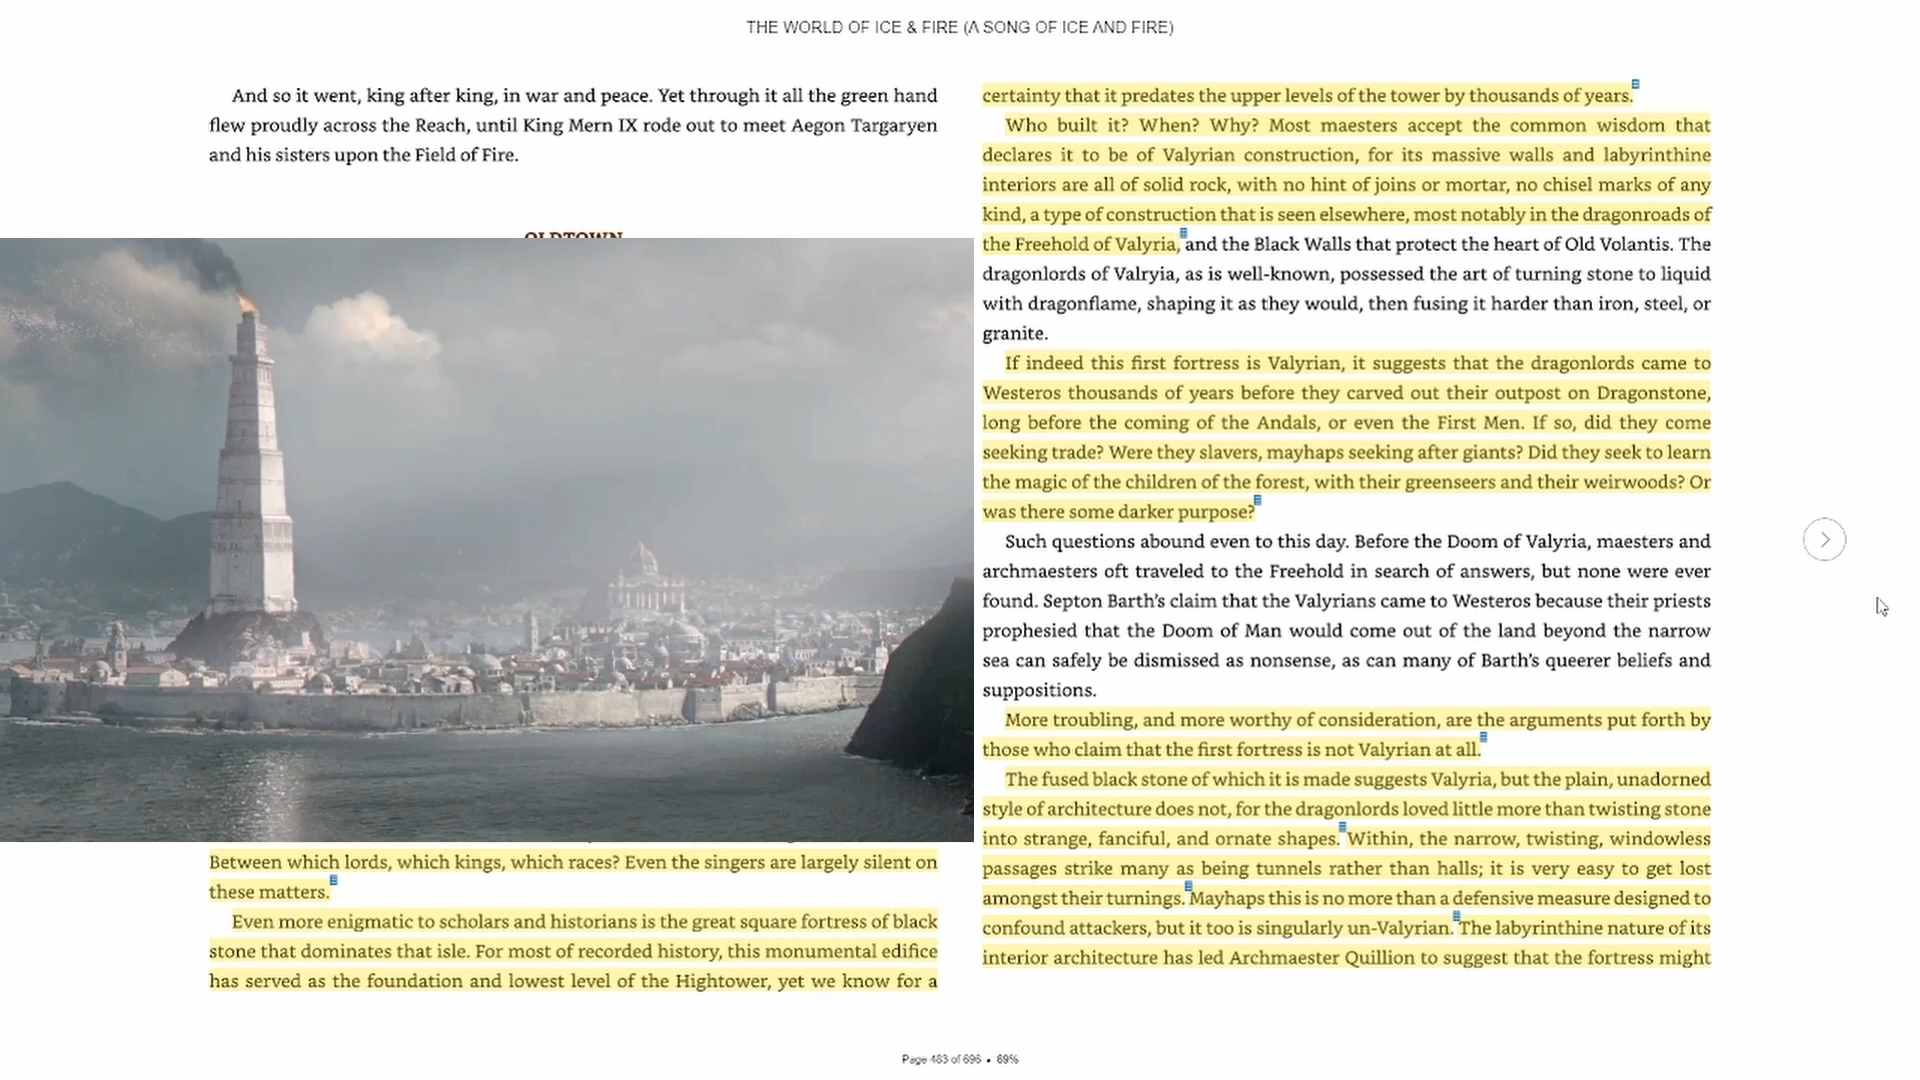 THE WORLD OF ICE & FIRE (A SONG OF ICE AND FIRE)
And so it went, king after king, in war and peace. Yet through it all the green hand
flew proudly across the Reach, until King Mern IX rode out to meet Aegon Targaryen
and his sisters upon the Field of Fire.
OLDTOWN
Between which lords, which kings, which races? Even the singers are largely silent on
these matters.
Even more enigmatic to scholars and historians is the great square fortress of black
stone that dominates that isle. For most of recorded history, this monumental edifice
has served as the foundation and lowest level of the Hightower, yet we know for a
certainty that it predates the upper levels of the tower by thousands of years.
Who built it? When? Why? Most maesters accept the common wisdom that
declares it to be of Valyrian construction, for its massive walls and labyrinthine
interiors are all of solid rock, with no hint of joins or mortar, no chisel marks of any
kind, a type of construction that is seen elsewhere, most notably in the dragonroads of
the Freehold of Valyria, and the Black Walls that protect the heart of Old Volantis. The
dragonlords of Valryia, as is well-known, possessed the art of turning stone to liquid
with dragonflame, shaping it as they would, then fusing it harder than iron, steel, or
granite.
If indeed this first fortress is Valyrian, it suggests that the dragonlords came to
Westeros thousands of years before they carved out their outpost on Dragonstone,
long before the coming of the Andals, or even the First Men. If so, did they come
seeking trade? Were they slavers, mayhaps seeking after giants? Did they seek to learn
the magic of the children of the forest, with their greenseers and their weirwoods? Or
was there some darker purpose?
Such questions abound even to this day. Before the Doom of Valyria, maesters and
archmaesters oft traveled to the Freehold in search of answers, but none were ever
found. Septon Barth's claim that the Valyrians came to Westeros because their priests
prophesied that the Doom of Man would come out of the land beyond the narrow
sea can safely be dismissed as nonsense, as can many of Barth's queerer beliefs and
suppositions.
More troubling, and more worthy of consideration, are the arguments put forth by
those who claim that the first fortress is not Valyrian at all.
The fused black stone of which it is made suggests Valyria, but the plain, unadorned
style of architecture does not, for the dragonlords loved little more than twisting stone
into strange, fanciful, and ornate shapes. Within, the narrow, twisting, windowless
passages strike many as being tunnels rather than halls; it is very easy to get lost
amongst their turnings. Mayhaps this is no more than a defensive measure designed to
confound attackers, but it too is singularly un-Valyrian. The labyrinthine nature of its
interior architecture has led Archmaester Quillion to suggest that the fortress might
Page 483 of 696 • 69%